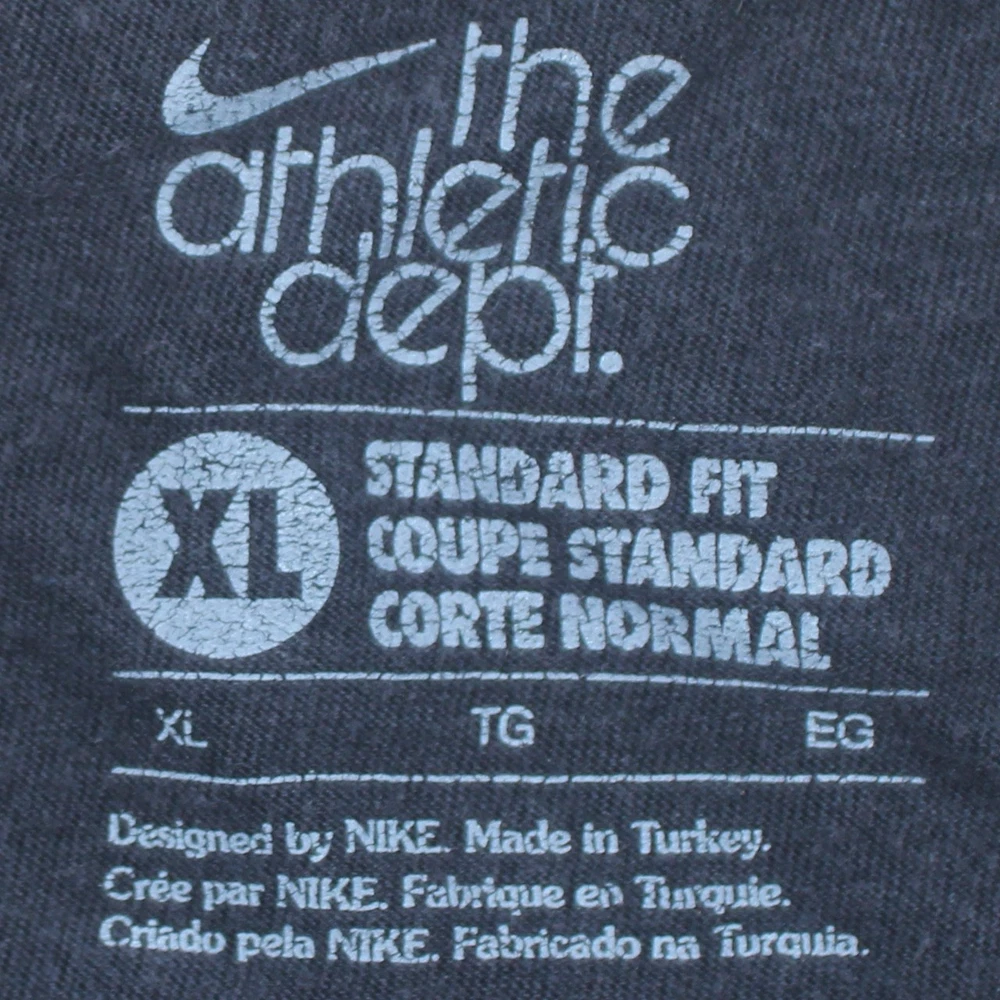 the
athletic
dept.
XL
STANDARD FIT
COUPE STANDARD
CORTE NORMAL
XL TG EG
Designed by NIKE. Made in Turkey.
Crée par NIKE. Fabrique en Turquie.
Criado pela NIKE. Fabricado na Turquia.